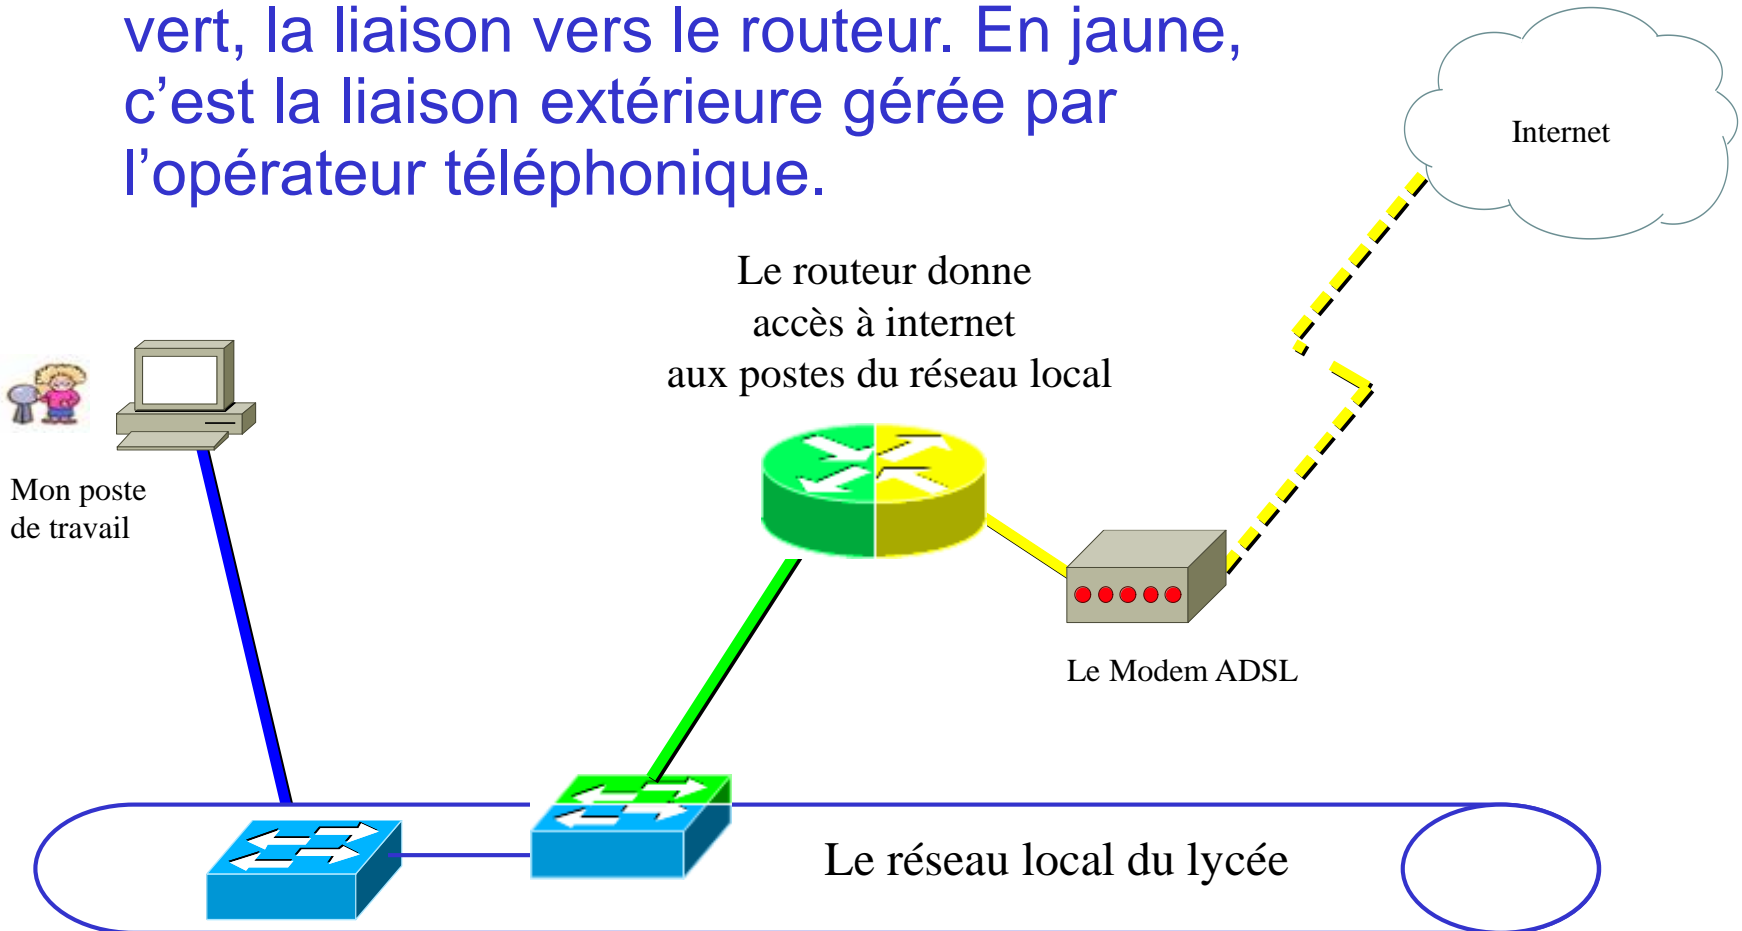 vert, la liaison vers le routeur. En jaune,
c’est la liaison extérieure gérée par
l’opérateur téléphonique.
Internet
Le routeur donne
accès à internet
aux postes du réseau local
Mon poste
de travail
Le Modem ADSL
Le réseau local du lycée